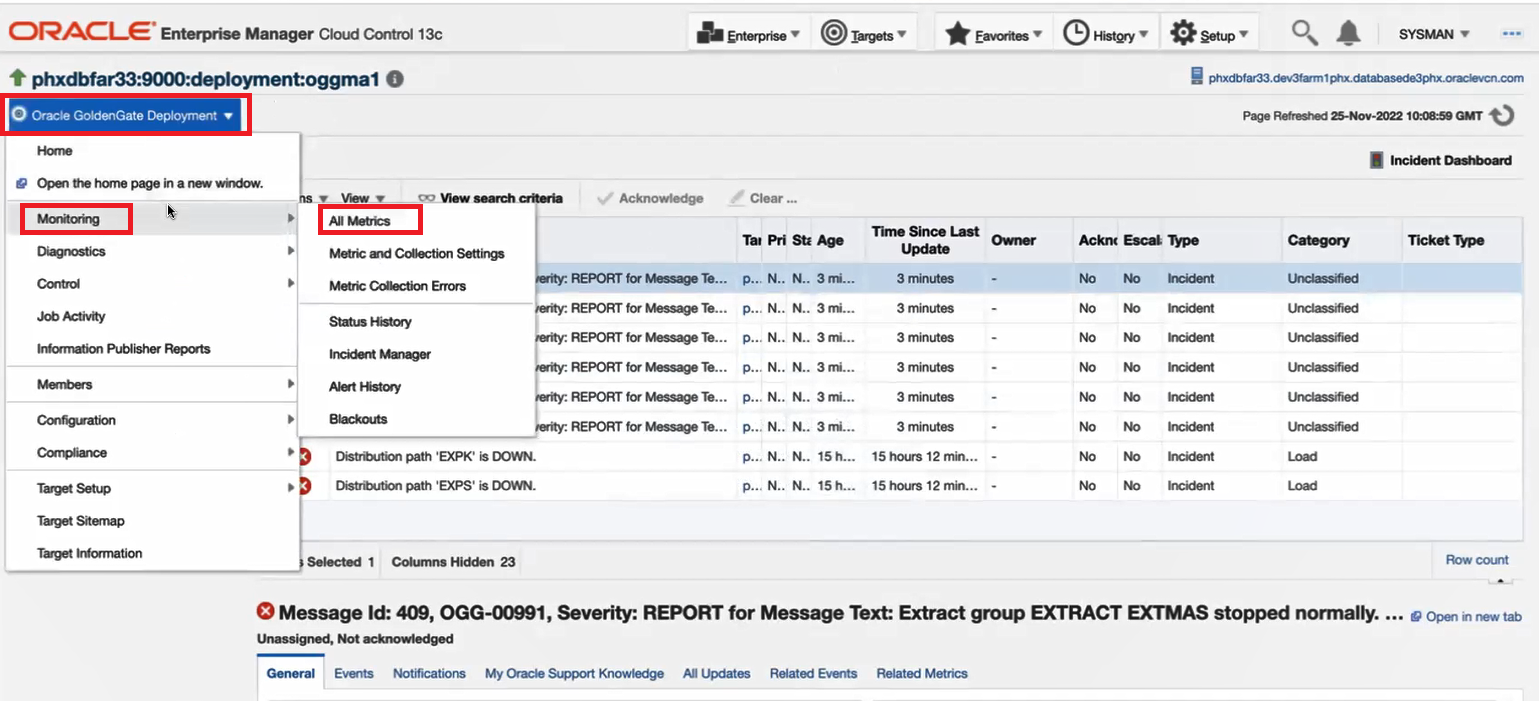 ORACLE Enterprise Manager Cloud Control 13c Enterprise Targets Favorites History Setup SYSMAN
phxdbfar33:9000:deployment:oggma1 phxdbfar33.dev3farm1phx.databasede3phx.oraclevcn.com
Oracle GoldenGate Deployment Page Refreshed 25-Nov-2022 10:08:59 GMT
Home
Incident Dashboard
Open the home page in a new window.
ns View View search criteria Acknowledge Clear ...
Monitoring
Diagnostics
Control
Job Activity
Information Publisher Reports
Members
Configuration
Compliance
Target Setup
Target Sitemap
Target Information
All Metrics
Metric and Collection Settings
Metric Collection Errors
Status History
Incident Manager
Alert History
Blackouts
Tar Pri Sta Age Time Since Last Update Owner Ackno Escal Type Category Ticket Type
erity: REPORT for Message Te... p... N... N... 3 mi... 3 minutes - No No Incident Unclassified
erity: REPORT for Message Te... p... N... N... 3 mi... 3 minutes - No No Incident Unclassified
erity: REPORT for Message Te... p... N... N... 3 mi... 3 minutes - No No Incident Unclassified
erity: REPORT for Message Te... p... N... N... 3 mi... 3 minutes - No No Incident Unclassified
erity: REPORT for Message Te... p... N... N... 3 mi... 3 minutes - No No Incident Unclassified
erity: REPORT for Message Te... p... N... N... 3 mi... 3 minutes - No No Incident Unclassified
Distribution path 'EXPK' is DOWN. p... N... N... 15 h... 15 hours 12 min... - No No Incident Load
Distribution path 'EXPS' is DOWN. p... N... N... 15 h... 15 hours 12 min... - No No Incident Load
s Selected 1 Columns Hidden 23 Row count
Message Id: 409, OGG-00991, Severity: REPORT for Message Text: Extract group EXTRACT EXTMAS stopped normally. ... Open in new tab
Unassigned, Not acknowledged
General Events Notifications My Oracle Support Knowledge All Updates Related Events Related Metrics